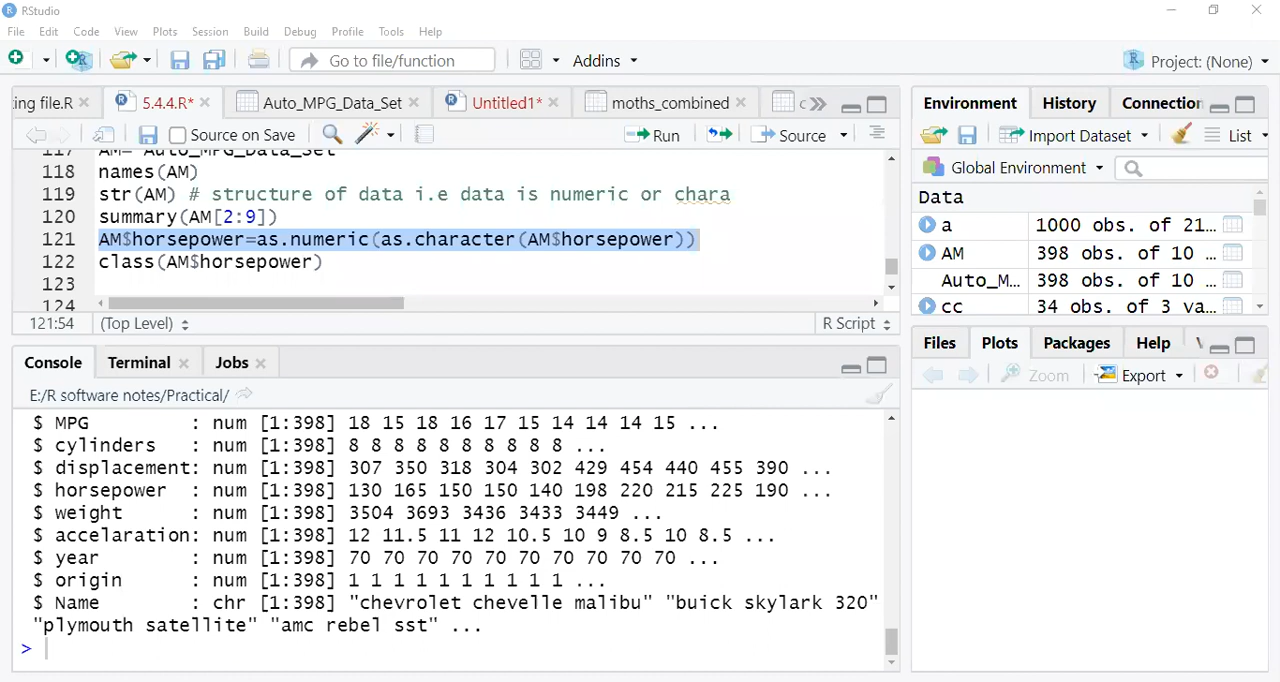 RStudio
File Edit Code View Plots Session Build Debug Profile Tools Help
Go to file/function Addins Project: (None)
ing file.R 5.4.4.R* Auto_MPG_Data_Set Untitled1* moths_combined c
Source on Save Run Source
117 AM= Auto_MPG_Data_Set
118 names(AM)
119 str(AM) # structure of data i.e data is numeric or chara
120 summary(AM[2:9])
121 AM$horsepower=as.numeric(as.character(AM$horsepower))
122 class(AM$horsepower)
123
124
121:54 (Top Level) R Script
Console Terminal Jobs
E:/R software notes/Practical/
$ MPG : num [1:398] 18 15 18 16 17 15 14 14 14 15 ...
$ cylinders : num [1:398] 8 8 8 8 8 8 8 8 8 8 ...
$ displacement: num [1:398] 307 350 318 304 302 429 454 440 455 390 ...
$ horsepower : num [1:398] 130 165 150 150 140 198 220 215 225 190 ...
$ weight : num [1:398] 3504 3693 3436 3433 3449 ...
$ accelaration: num [1:398] 12 11.5 11 12 10.5 10 9 8.5 10 8.5 ...
$ year : num [1:398] 70 70 70 70 70 70 70 70 70 70 ...
$ origin : num [1:398] 1 1 1 1 1 1 1 1 1 1 ...
$ Name : chr [1:398] "chevrolet chevelle malibu" "buick skylark 320"
"plymouth satellite" "amc rebel sst" ...
>
Environment History Connection
Import Dataset List
Global Environment
Data
a 1000 obs. of 21...
AM 398 obs. of 10 ...
Auto_M... 398 obs. of 10 ...
cc 34 obs. of 3 va...
Files Plots Packages Help
Zoom Export